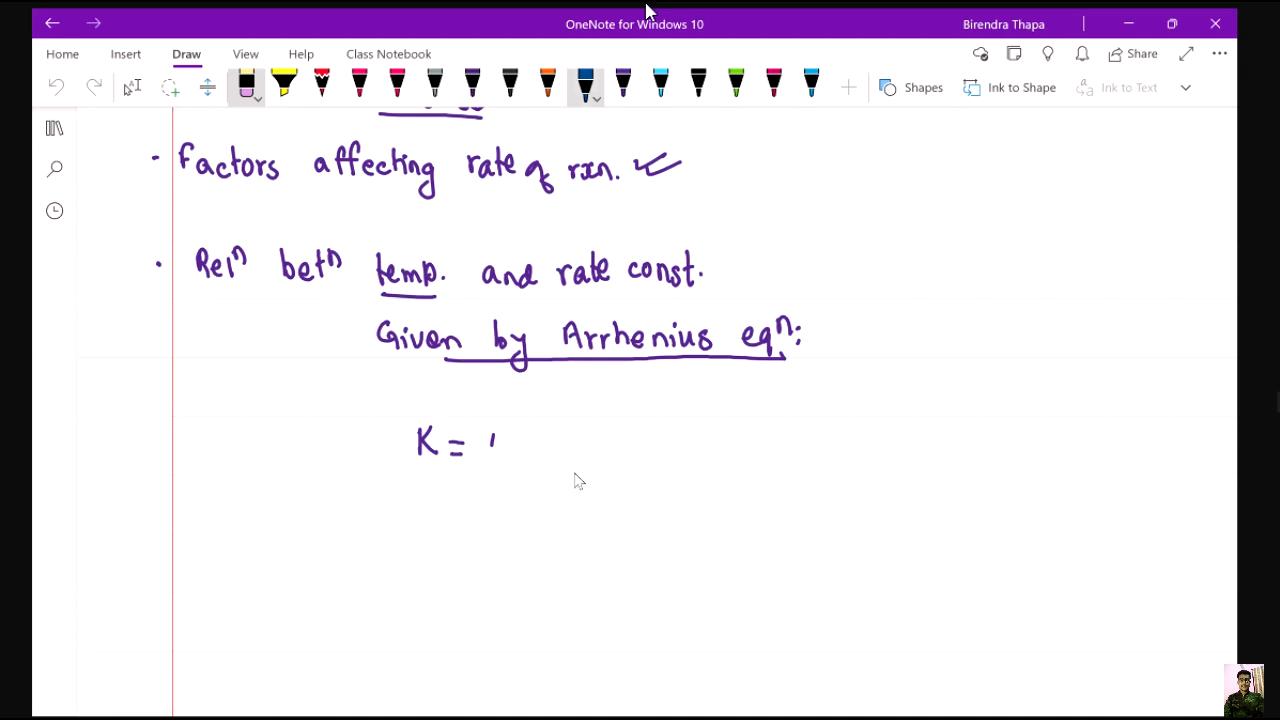 OneNote for Windows 10
Birendra Thapa
Home Insert Draw View Help Class Notebook
Share
Shapes Ink to Shape Ink to Text
· Factors affecting rate of rxn.
· Relⁿ betⁿ temp. and rate const.
Given by Arrhenius eqⁿ:
K =